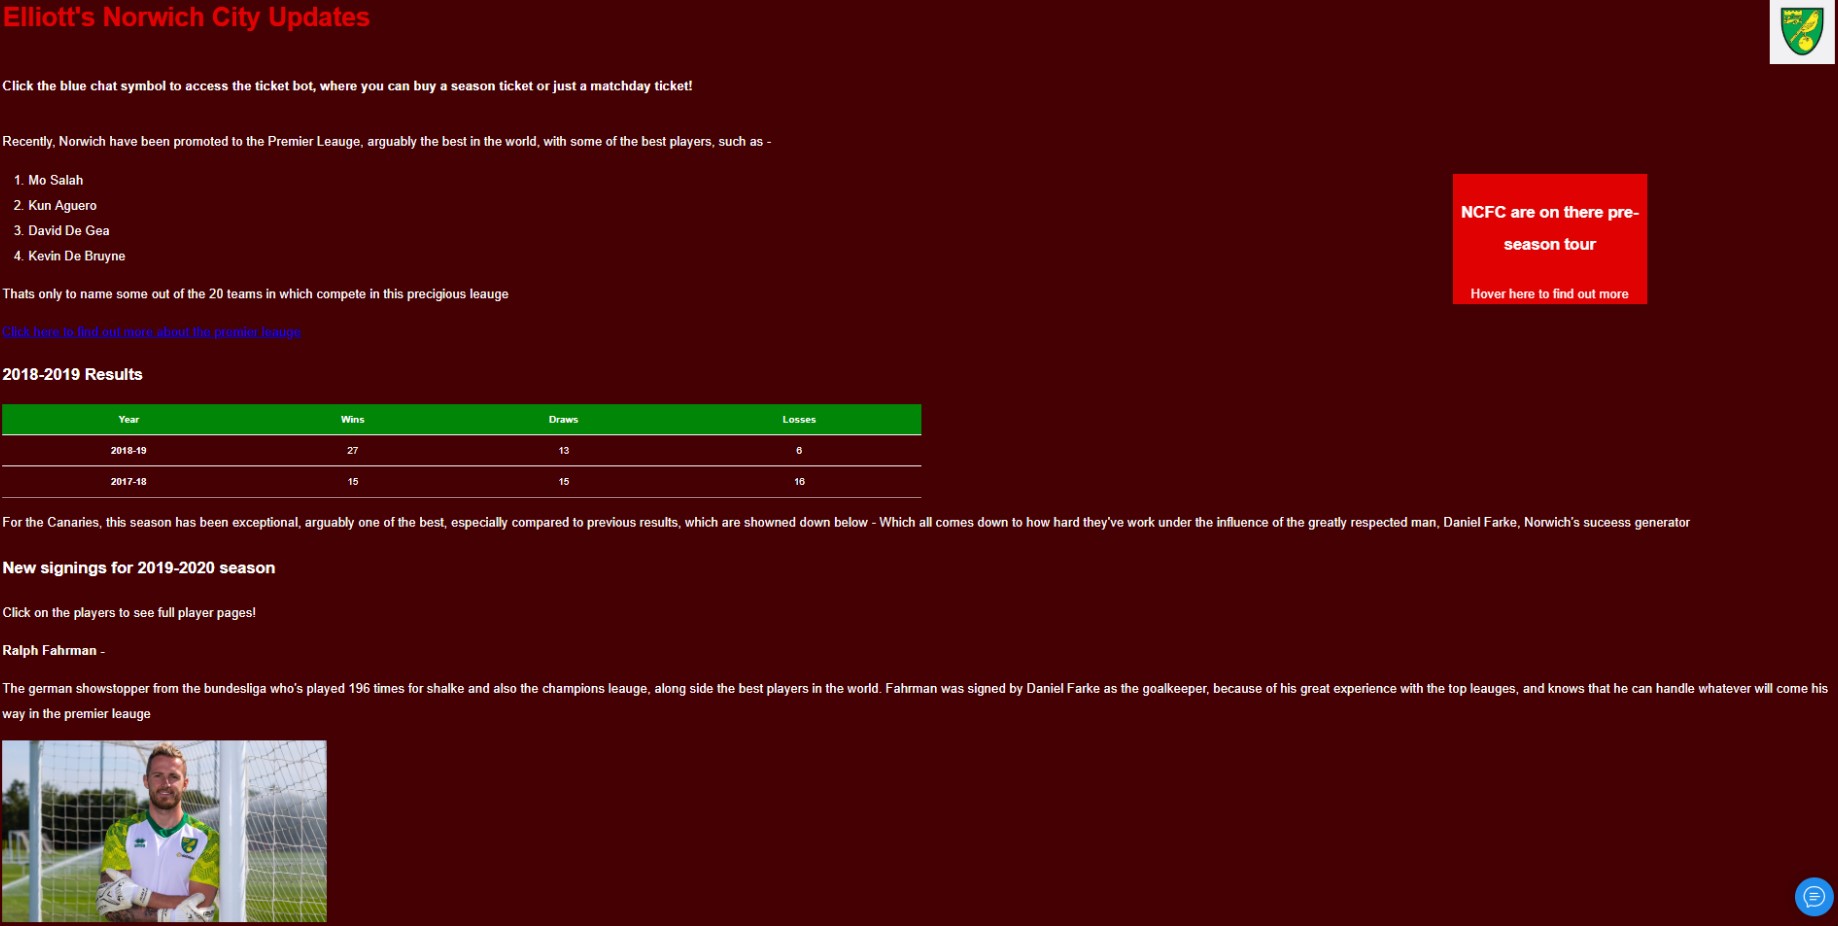 Elliott's Norwich City Updates
Click the blue chat symbol to access the ticket bot, where you can buy a season ticket or just a matchday ticket!
Recently, Norwich have been promoted to the Premier Leauge, arguably the best in the world, with some of the best players, such as -
1. Mo Salah
2. Kun Aguero
3. David De Gea
4. Kevin De Bruyne
NCFC are on there pre-
season tour
Hover here to find out more
Thats only to name some out of the 20 teams in which compete in this precigious leauge
Click here to find out more about the premier leauge
2018-2019 Results
Year Wins Draws Losses
2018-19 27 13 6
2017-18 15 15 16
For the Canaries, this season has been exceptional, arguably one of the best, especially compared to previous results, which are showned down below - Which all comes down to how hard they've work under the influence of the greatly respected man, Daniel Farke, Norwich's suceess generator
New signings for 2019-2020 season
Click on the players to see full player pages!
Ralph Fahrman -
The german showstopper from the bundesliga who's played 196 times for shalke and also the champions leauge, along side the best players in the world. Fahrman was signed by Daniel Farke as the goalkeeper, because of his great experience with the top leauges, and knows that he can handle whatever will come his
way in the premier leauge